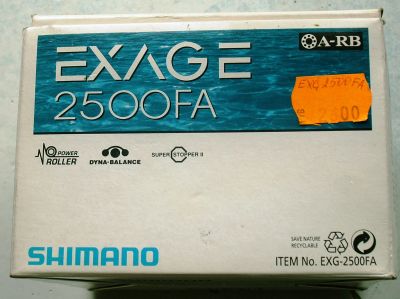 EXAGE
2500FA
A-RB
EXG 2500FA
POWER
ROLLER
DYNA-BALANCE
SUPER STOPPER II
SHIMANO
SAVE NATURE
RECYCLABLE
ITEM No. EXG-2500FA